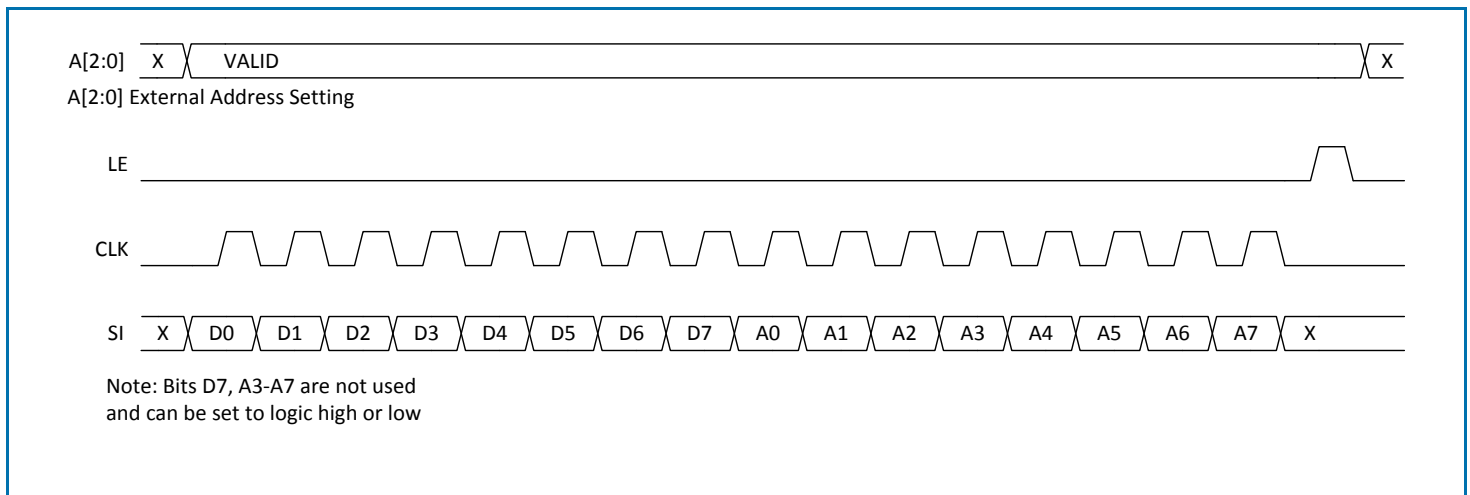 A[2:0] X VALID X
A[2:0] External Address Setting
LE
CLK
SI X D0 D1 D2 D3 D4 D5 D6 D7 A0 A1 A2 A3 A4 A5 A6 A7 X
Note: Bits D7, A3-A7 are not used
and can be set to logic high or low